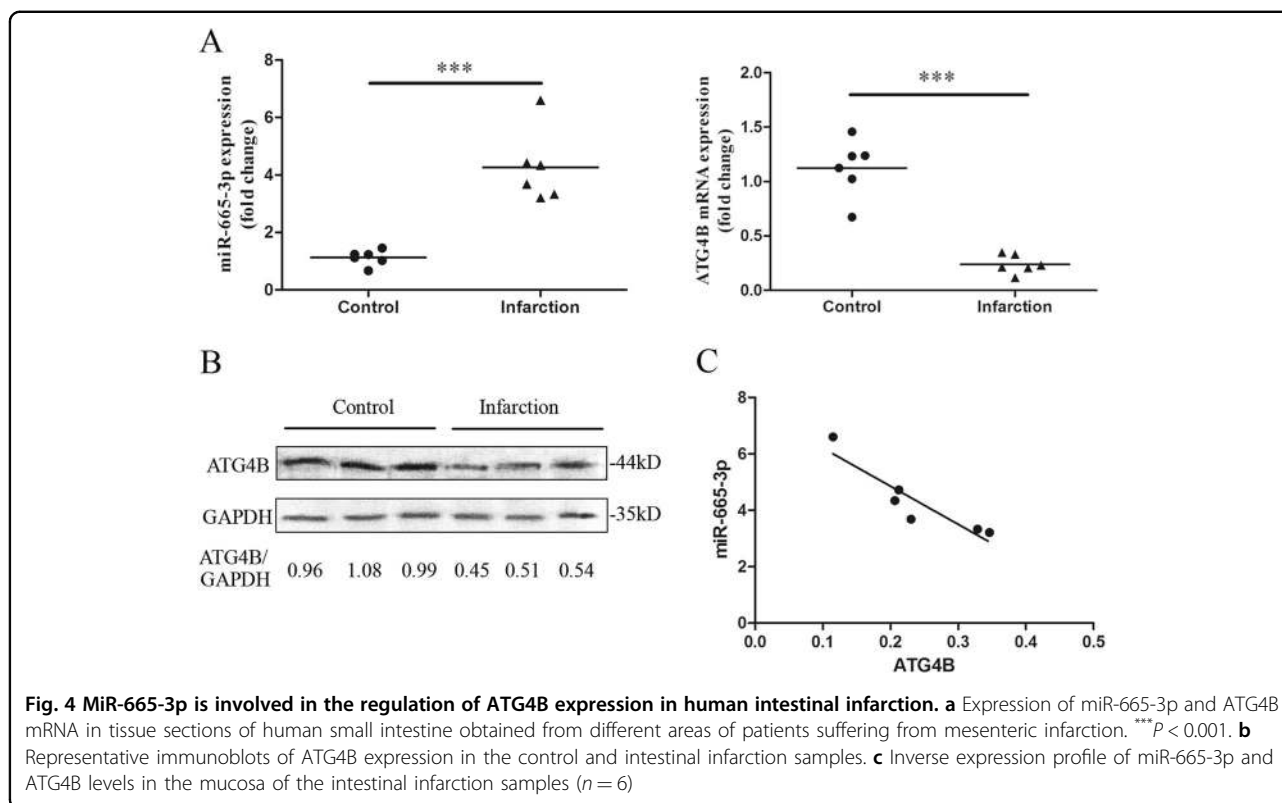 A
miR-665-3p expression
(fold change)
8
6
4
2
0
***
Control
Infarction
ATG4B mRNA expression
(fold change)
2.0
1.5
1.0
0.5
0.0
***
Control
Infarction
B
Control
Infarction
ATG4B
-44kD
GAPDH
-35kD
ATG4B/
GAPDH
0.96 1.08 0.99 0.45 0.51 0.54
C
miR-665-3p
8
6
4
2
0
0.0 0.1 0.2 0.3 0.4 0.5
ATG4B
Fig. 4 MiR-665-3p is involved in the regulation of ATG4B expression in human intestinal infarction. a Expression of miR-665-3p and ATG4B
mRNA in tissue sections of human small intestine obtained from different areas of patients suffering from mesenteric infarction. ***P < 0.001. b
Representative immunoblots of ATG4B expression in the control and intestinal infarction samples. c Inverse expression profile of miR-665-3p and
ATG4B levels in the mucosa of the intestinal infarction samples (n = 6)